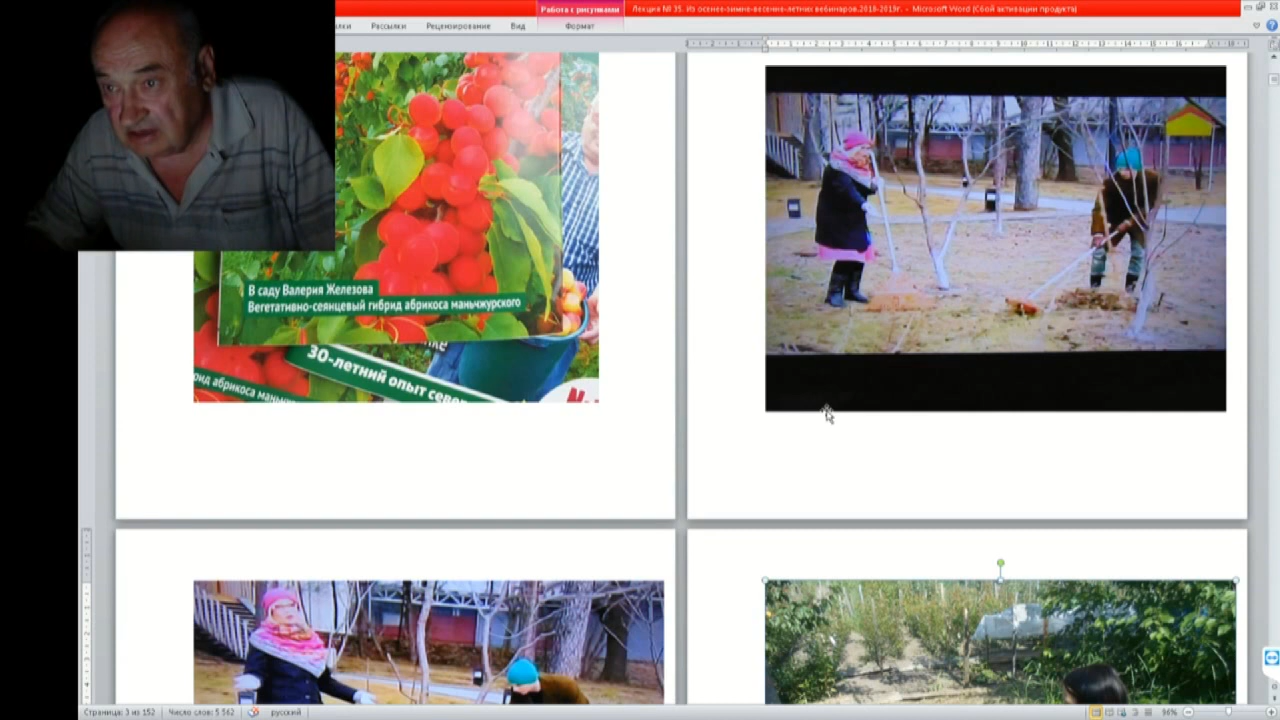 Работа с рисунками
Лекция № 35. Из осенне-зимне-весенне-летних вебинаров.2018-2019г. - Microsoft Word (Сбой активации продукта)
Рассылки
Рецензирование
Вид
Формат
В саду Валерия Железова
Вегетативно-сеянцевый гибрид абрикоса маньчжурского
30-летний опыт
Страница: 3 из 152
Число слов: 5 562
русский
96%